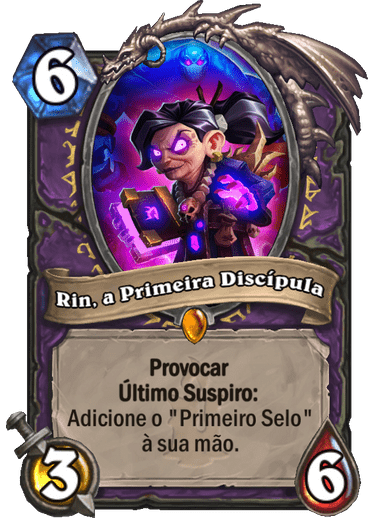 6
Rin, a Primeira Discípula
Provocar
Último Suspiro:
Adicione o "Primeiro Selo"
à sua mão.
3
6